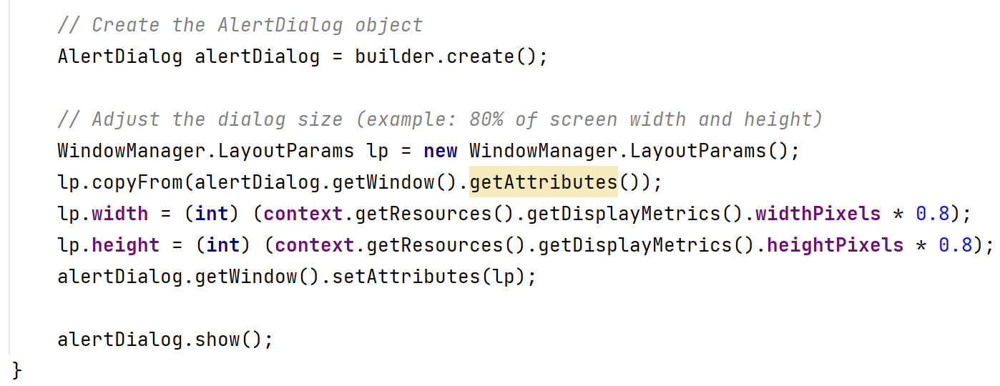 // Create the AlertDialog object
AlertDialog alertDialog = builder.create();
// Adjust the dialog size (example: 80% of screen width and height)
WindowManager.LayoutParams lp = new WindowManager.LayoutParams();
lp.copyFrom(alertDialog.getWindow().getAttributes());
lp.width = (int) (context.getResources().getDisplayMetrics().widthPixels * 0.8);
lp.height = (int) (context.getResources().getDisplayMetrics().heightPixels * 0.8);
alertDialog.getWindow().setAttributes(lp);
alertDialog.show();
}